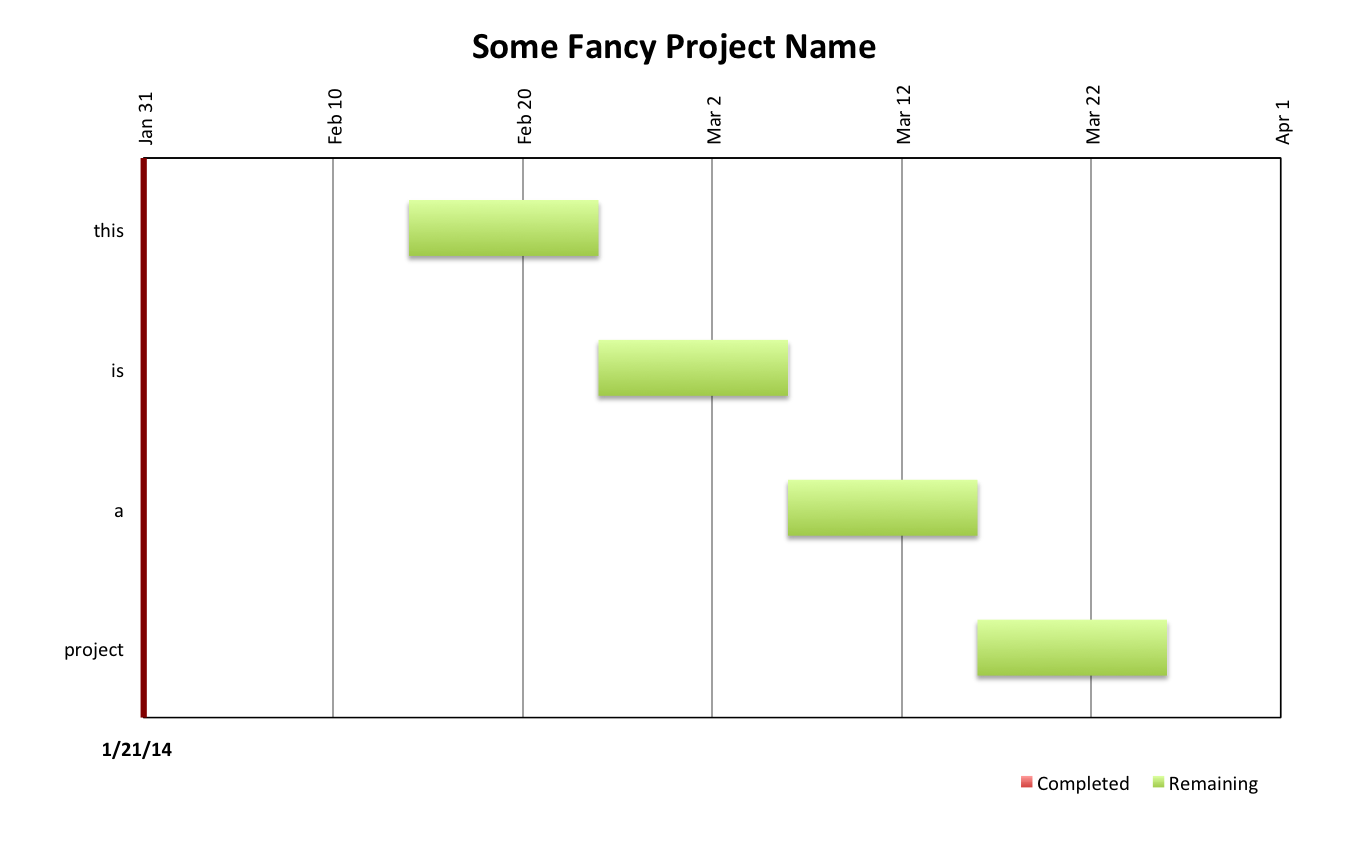 Some Fancy Project Name
Jan 31
Feb 10
Feb 20
Mar 2
Mar 12
Mar 22
Apr 1
this
is
a
project
1/21/14
Completed
Remaining